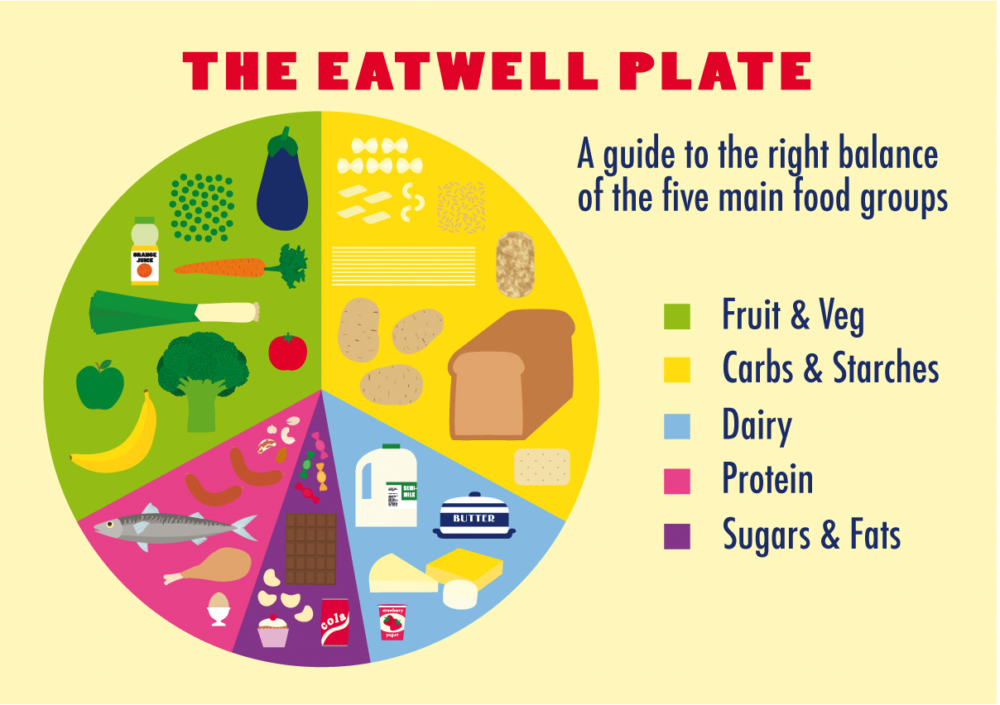 THE EATWELL PLATE
A guide to the right balance
of the five main food groups
Fruit & Veg
Carbs & Starches
Dairy
Protein
Sugars & Fats
ORANGE
JUICE
SEMI-
MILK
BUTTER
cola
strawberry
yogurt